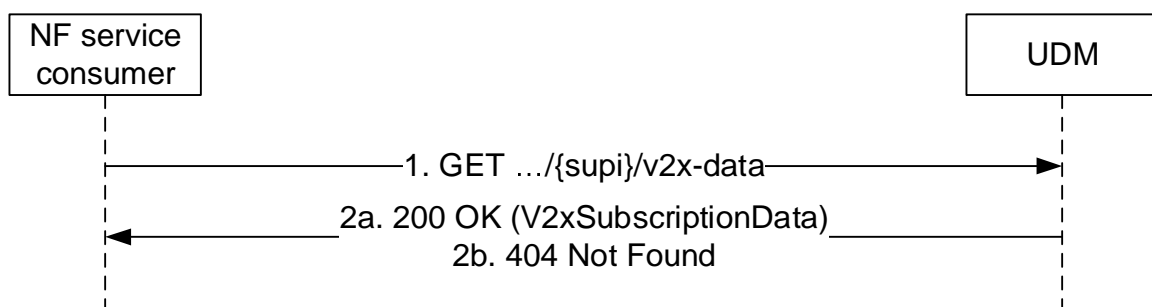 NF service
consumer
UDM
1. GET …/{supi}/v2x-data
2a. 200 OK (V2xSubscriptionData)
2b. 404 Not Found